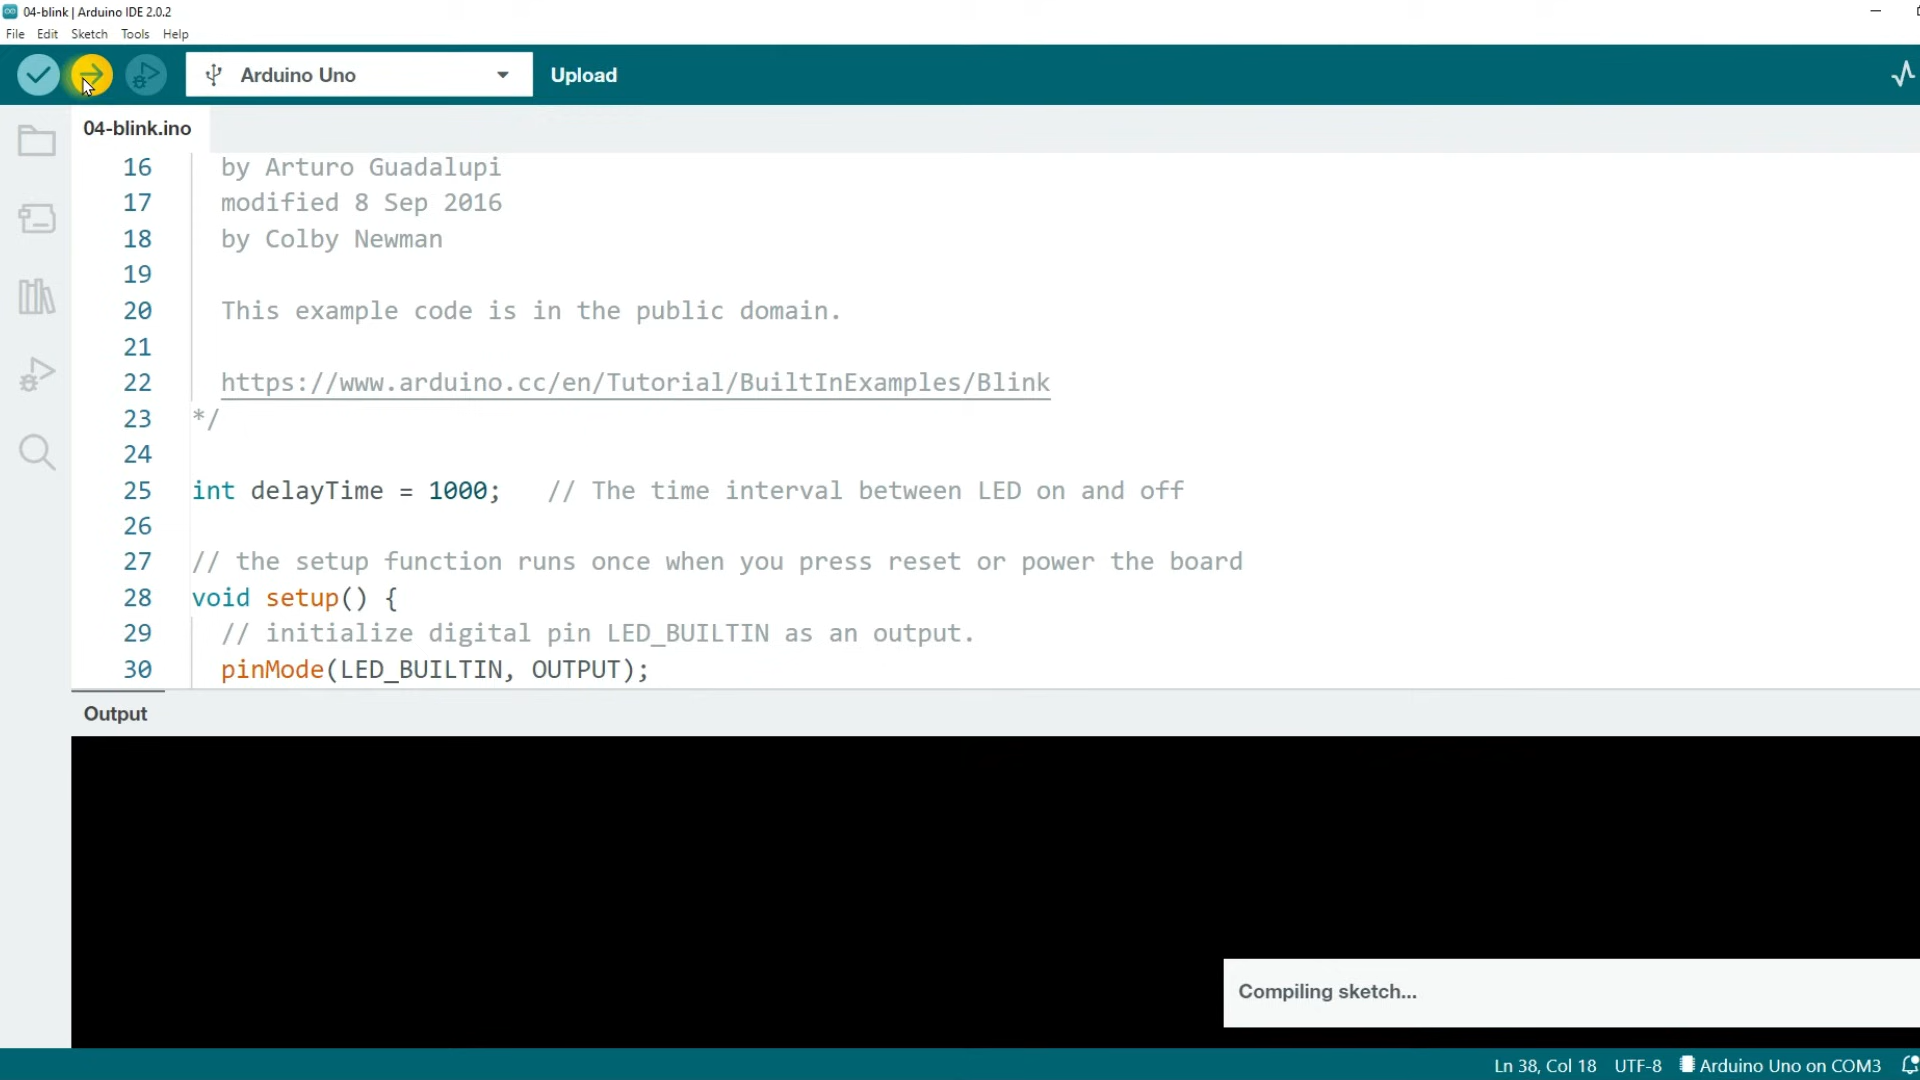 04-blink | Arduino IDE 2.0.2
File Edit Sketch Tools Help
Arduino Uno
Upload
04-blink.ino
16 by Arturo Guadalupi
17 modified 8 Sep 2016
18 by Colby Newman
19
20 This example code is in the public domain.
21
22 https://www.arduino.cc/en/Tutorial/BuiltInExamples/Blink
23 */
24
25 int delayTime = 1000; // The time interval between LED on and off
26
27 // the setup function runs once when you press reset or power the board
28 void setup() {
29 // initialize digital pin LED_BUILTIN as an output.
30 pinMode(LED_BUILTIN, OUTPUT);
Output
Compiling sketch...
Ln 38, Col 18 UTF-8 Arduino Uno on COM3